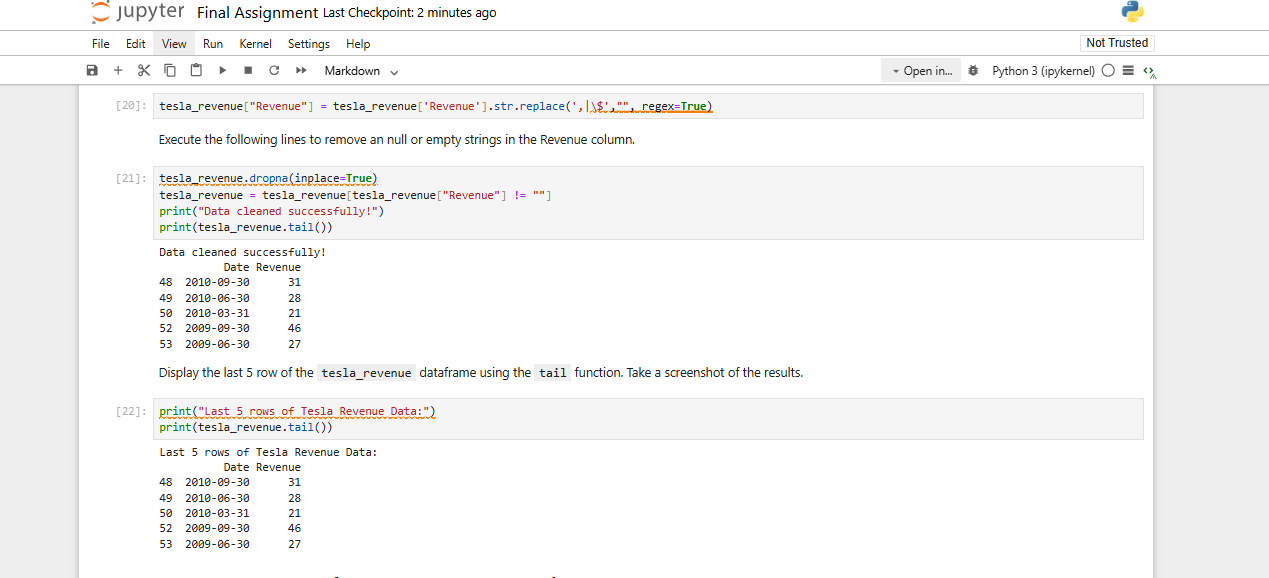 jupyter Final Assignment Last Checkpoint: 2 minutes ago
File Edit View Run Kernel Settings Help Not Trusted
Markdown Open in... Python 3 (ipykernel)
[20]: tesla_revenue["Revenue"] = tesla_revenue['Revenue'].str.replace(',|\$',"", regex=True)
Execute the following lines to remove an null or empty strings in the Revenue column.
[21]: tesla_revenue.dropna(inplace=True)
tesla_revenue = tesla_revenue[tesla_revenue["Revenue"] != ""]
print("Data cleaned successfully!")
print(tesla_revenue.tail())
Data cleaned successfully!
Date Revenue
48 2010-09-30 31
49 2010-06-30 28
50 2010-03-31 21
52 2009-09-30 46
53 2009-06-30 27
Display the last 5 row of the tesla_revenue dataframe using the tail function. Take a screenshot of the results.
[22]: print("Last 5 rows of Tesla Revenue Data:")
print(tesla_revenue.tail())
Last 5 rows of Tesla Revenue Data:
Date Revenue
48 2010-09-30 31
49 2010-06-30 28
50 2010-03-31 21
52 2009-09-30 46
53 2009-06-30 27